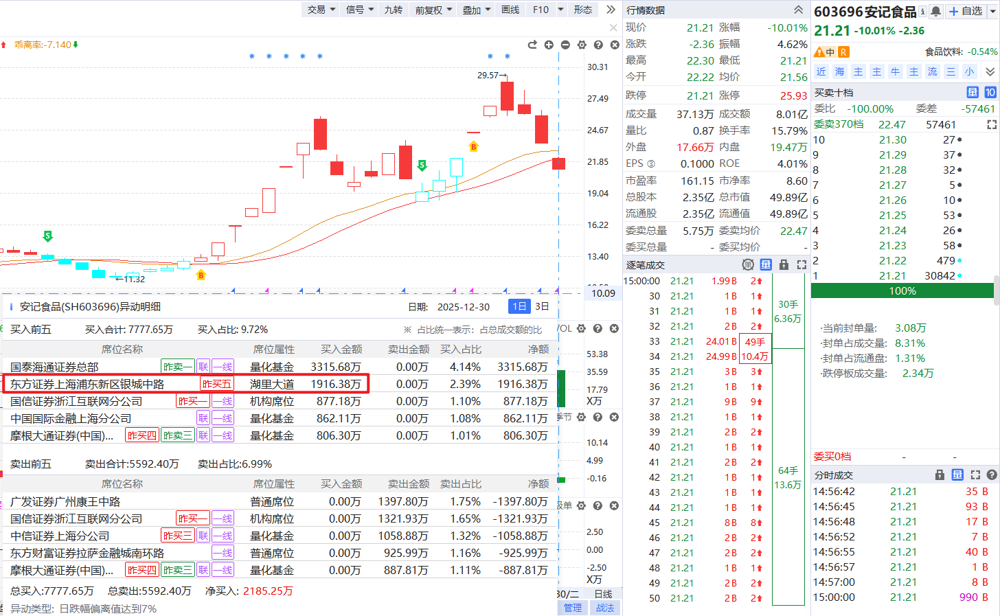 交易 信号 九转 前复权 叠加 画线 F10 形态
乖离率:-7.140
30.31
27.49
24.67
21.85
19.04
16.22
13.40
10.09
29.57→
←11.32
S
B
S
B
安记食品(SH603696)异动明细 日期: 2025-12-30 1日 3日
买入前五 买入合计: 7777.65万 买入占比: 9.72% ※ 占比统一表示: 占总成交额的比
席位名称 席位属性 买入金额 卖出金额 买入占比 净额
国泰海通证券总部 昨卖一 联 一线 量化基金 3315.68万 0.00万 4.14% 3315.68万
东方证券上海浦东新区银城中路 昨买五 湖里大道 1916.38万 0.00万 2.39% 1916.38万
国信证券浙江互联网分公司 昨买一 一线 机构席位 877.18万 0.00万 1.10% 877.18万
中国国际金融上海分公司 联 一线 量化基金 862.11万 0.00万 1.08% 862.11万
摩根大通证券(中国)... 昨买四 昨卖三 联 一线 量化基金 806.30万 0.00万 1.01% 806.30万
卖出前五 卖出合计:5592.40万 卖出占比:6.99%
席位名称 席位属性 买入金额 卖出金额 卖出占比 净额
广发证券广州康王中路 普通席位 0.00万 1397.80万 1.75% -1397.80万
国信证券浙江互联网分公司 昨买一 一线 机构席位 0.00万 1321.93万 1.65% -1321.93万
中信证券上海分公司 昨买三 联 一线 量化基金 0.00万 1058.88万 1.32% -1058.88万
东方财富证券拉萨金融城南环路 一线 普通席位 0.00万 925.99万 1.16% -925.99万
摩根大通证券(中国)... 昨买四 昨卖三 联 一线 量化基金 0.00万 887.81万 1.11% -887.81万
总买入:7777.65万 总卖出:5592.40万 净买入: 2185.25万
异动类型: 日跌幅偏离值达到7%
VOL
53.38
35.59
17.79
X万
季节
10.14
4.99
-0.16
级单
2.50
0.00
-2.50
X万
30/二 日线
管理 战法
行情数据
现价 21.21 涨幅 -10.01%
涨跌 -2.36 振幅 4.62%
最高 22.30 最低 21.21
今开 22.22 均价 21.56
跌停 21.21 涨停 25.93
成交量 37.13万 成交额 8.01亿
量比 0.87 换手率 15.79%
外盘 17.66万 内盘 19.47万
EPS ③ 0.1000 ROE 4.01%
市盈率 161.15 市净率 8.60
总股本 2.35亿 总市值 49.89亿
流通股 2.35亿 流通值 49.89亿
委卖总量 5.75万 委卖均价 22.47
委买总量 - 委买均价 -
逐笔成交 单 量
15:00:00 21.21 1.99 B 2
30 21.21 1 B 1
31 21.21 1 B 1
32 21.21 2 B 2
33 21.21 24.01 B
34 21.21 24.99 B
35 21.21 3 B 3
36 21.21 1 B 1
37 21.21 9 B 9
38 21.21 1 B 1
39 21.21 2 B 2
40 21.21 1 B 1
41 21.21 2 B 2
42 21.21 1 B 1
43 21.21 1 B 1
44 21.21 1 B 1
45 21.21 8 B 8
46 21.21 2 B 2
47 21.21 2 B 2
48 21.21 1 B 1
49 21.21 2 B 2
50 21.21 2 B 2
30手
6.36万
49手
10.4万
64手
13.6万
603696安记食品 自选
21.21 -10.01% -2.36
中 R 食品饮料: -0.54%
近 海 主 主 牛 主 流 三 小
买卖十档 量 10
委比 -100.00% 委差 -57461
委卖370档 22.47 57461
10 21.30 27
9 21.29 37
8 21.28 32
7 21.27 5
6 21.26 10
5 21.25 53
4 21.24 26
3 21.23 58
2 21.22 479
1 21.21 30842
100%
·当前封单量: 3.08万
·封单占成交量: 8.31%
·封单占流通盘: 1.31%
·跌停板成交量: 2.34万
委买0档 - -
分时成交 量
14:56:42 21.21 35 B
14:56:45 21.21 93 B
14:56:48 21.21 17 B
14:56:52 21.21 7 B
14:56:55 21.21 40 B
14:56:57 21.21 1 B
14:57:00 21.21 8 B
15:00:00 21.21 990 B